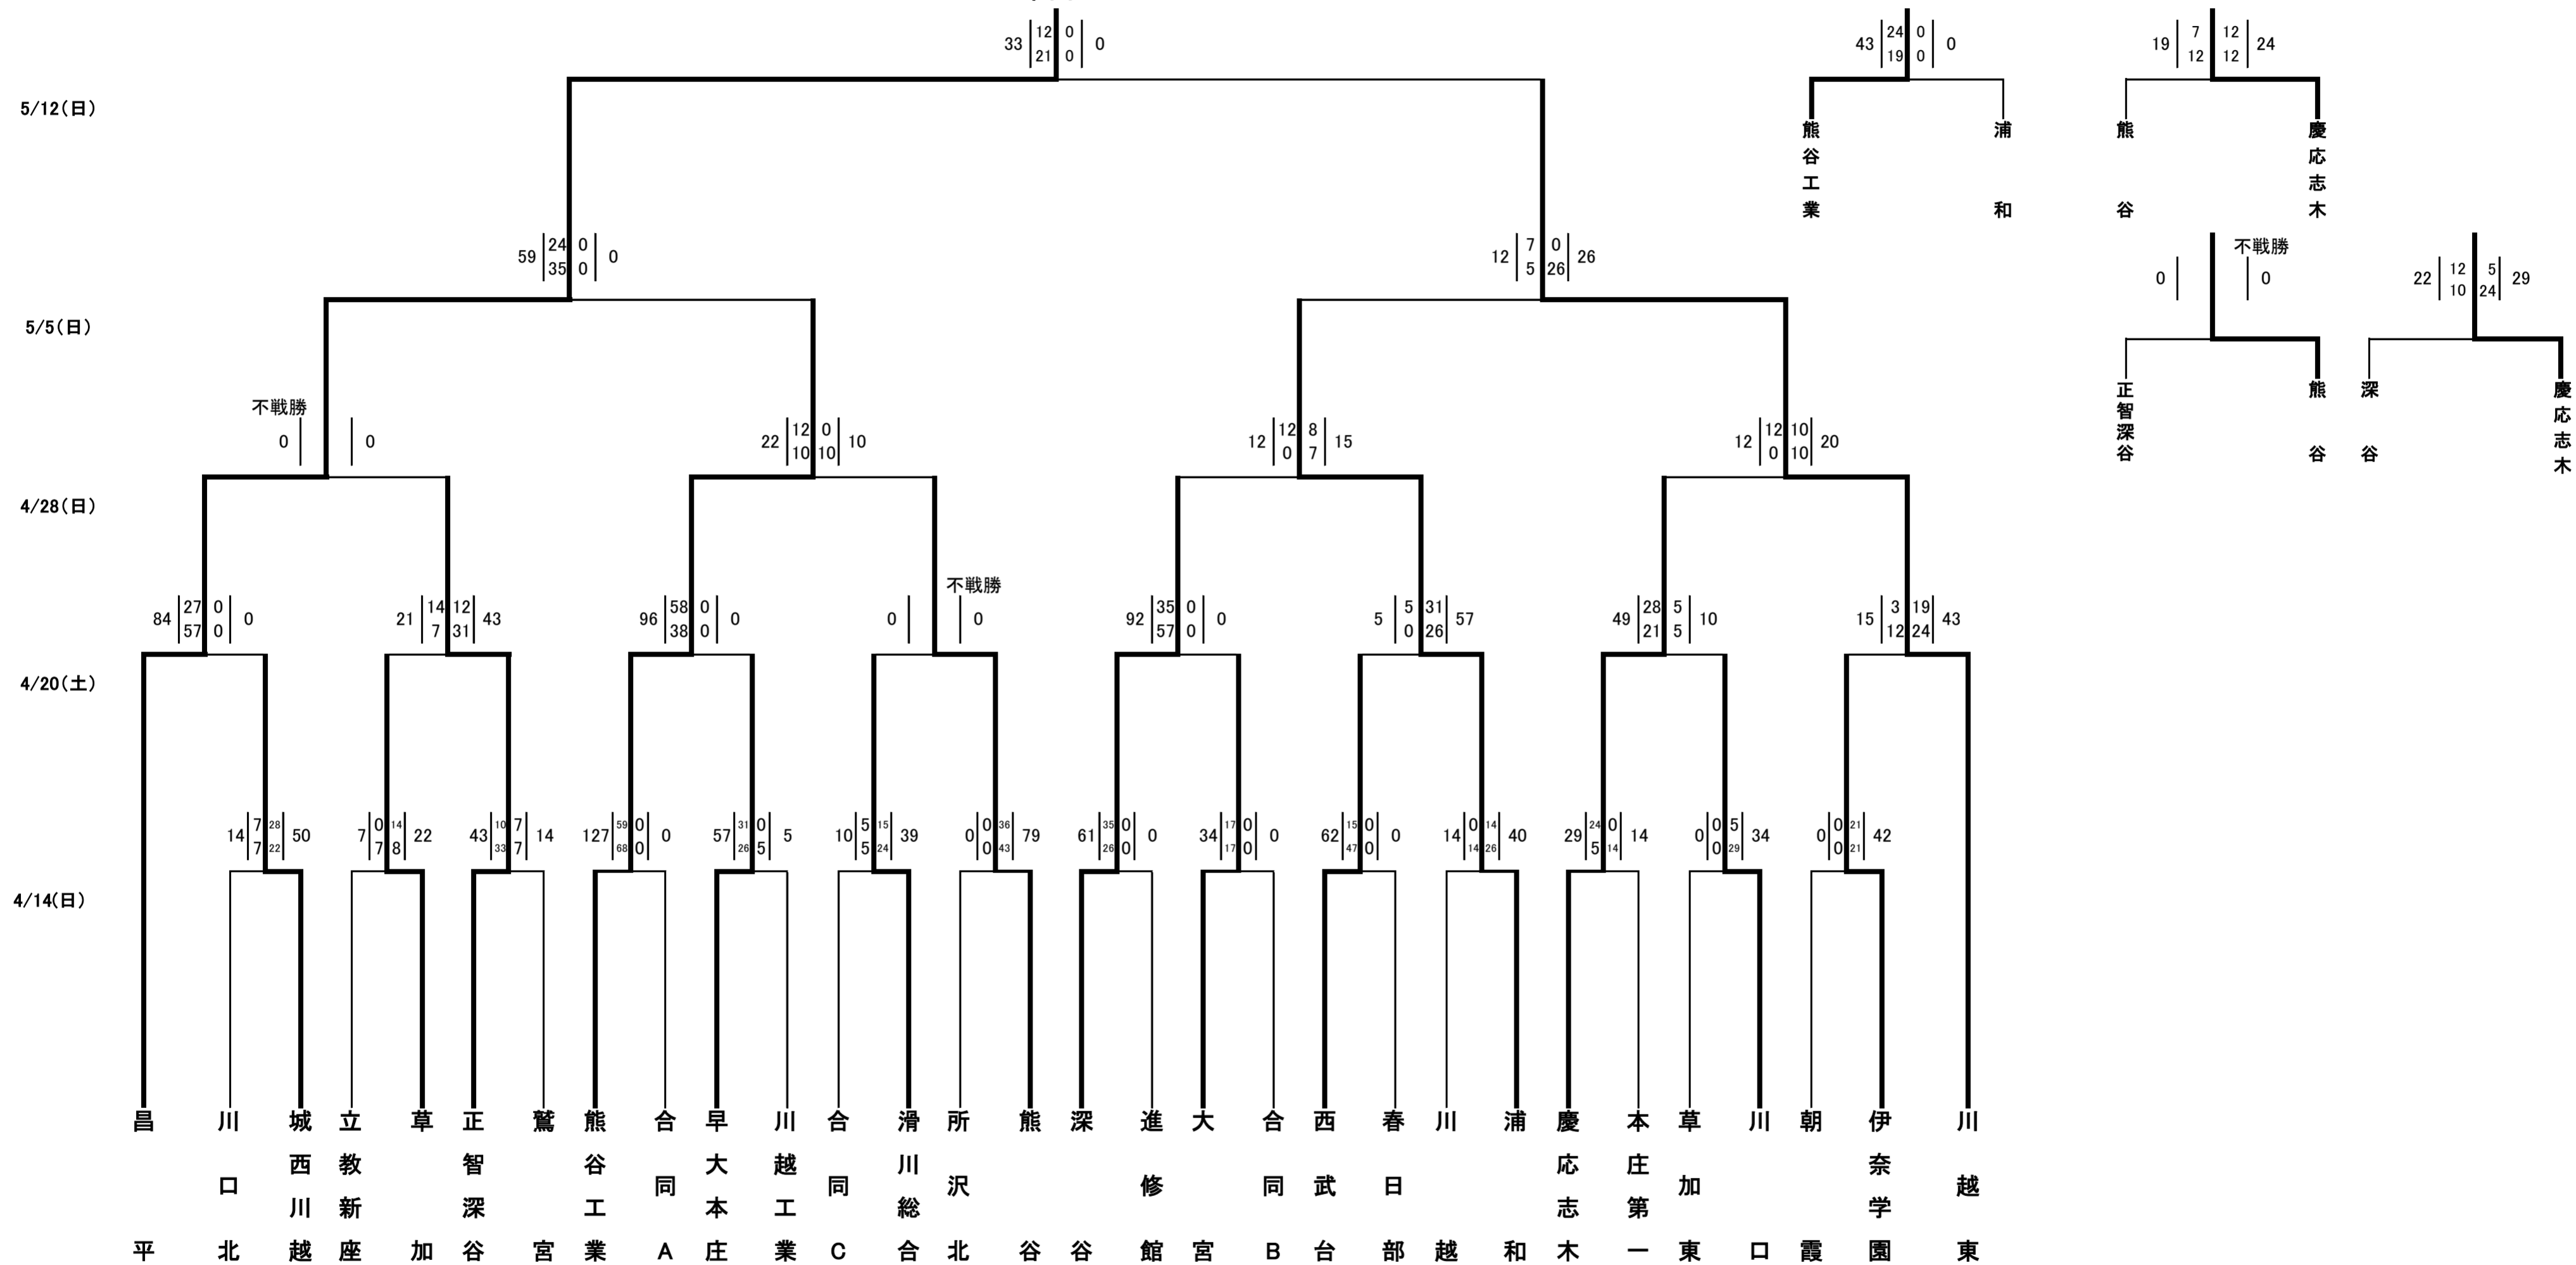 33 12 0 0
21 0
43 24 0 0
19 0
19 7 12 24
12 12
5/12(日)
熊谷工業 浦和 熊谷 慶応志木
59 24 0 0
35 0
12 7 0 26
5 26
不戦勝
0 0
22 12 5 29
10 24
5/5(日)
正智深谷 熊谷 深谷 慶応志木
不戦勝
0 0
22 12 0 10
10 10
12 12 8 15
0 7
12 12 10 20
0 10
4/28(日)
84 27 0 0
57 0
21 14 12 43
7 31
96 58 0 0
38 0
不戦勝
0 0
92 35 0 0
57 0
5 5 31 57
0 26
49 28 5 10
21 5
15 3 19 43
12 24
4/20(土)
14 7 28 50
7 22
7 0 14 22
7 8
43 10 7 14
33 7
127 59 0 0
68 0
57 31 0 5
26 5
10 5 15 39
5 24
0 0 36 79
0 43
61 35 0 0
26 0
34 17 0 0
17 0
62 15 0 0
47 0
14 0 14 40
14 26
29 24 0 14
5 14
0 0 5 34
0 29
0 0 21 42
0 21
4/14(日)
昌平
川口北
城西川越
立教新座
草加
正智深谷
鷲宮
熊谷工業
合同A
早大本庄
川越工業
合同C
滑川総合
所沢北
熊谷
深谷
進修館
大宮
合同B
西武台
春日部
川越
浦和
慶応志木
本庄第一
草加東
川口
朝霞
伊奈学園
川越東